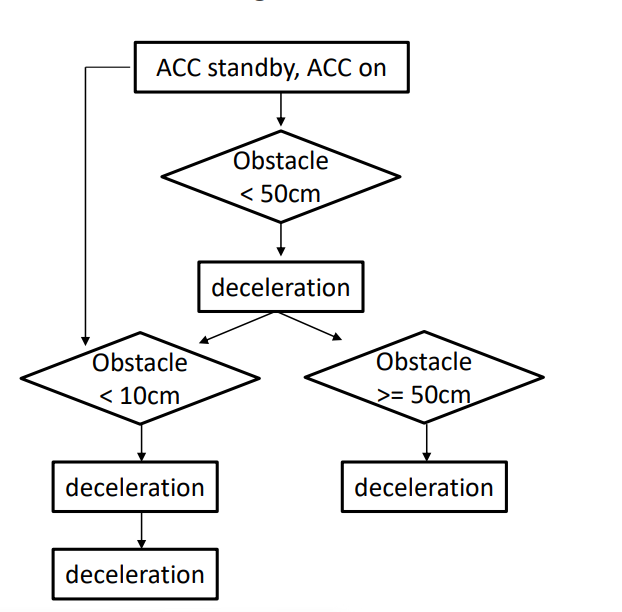 ACC standby, ACC on
Obstacle
< 50cm
deceleration
Obstacle
< 10cm
Obstacle
>= 50cm
deceleration
deceleration
deceleration